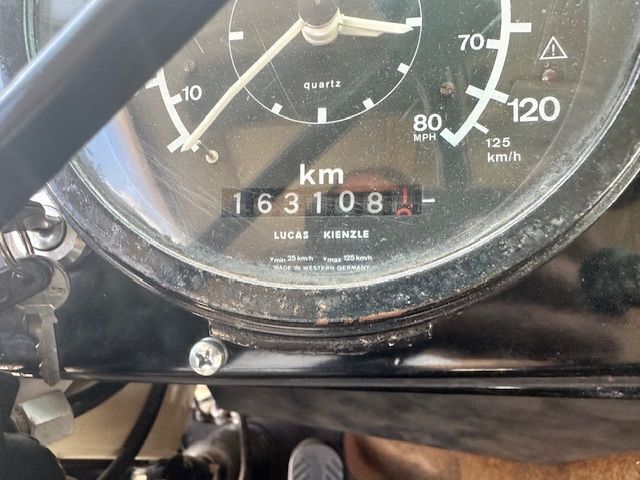 10
quartz
70
80
MPH
120
125
km/h
km
163108
LUCAS KIENZLE
Vmin 25 km/h Vmax 125 km/h
MADE IN WESTERN GERMANY